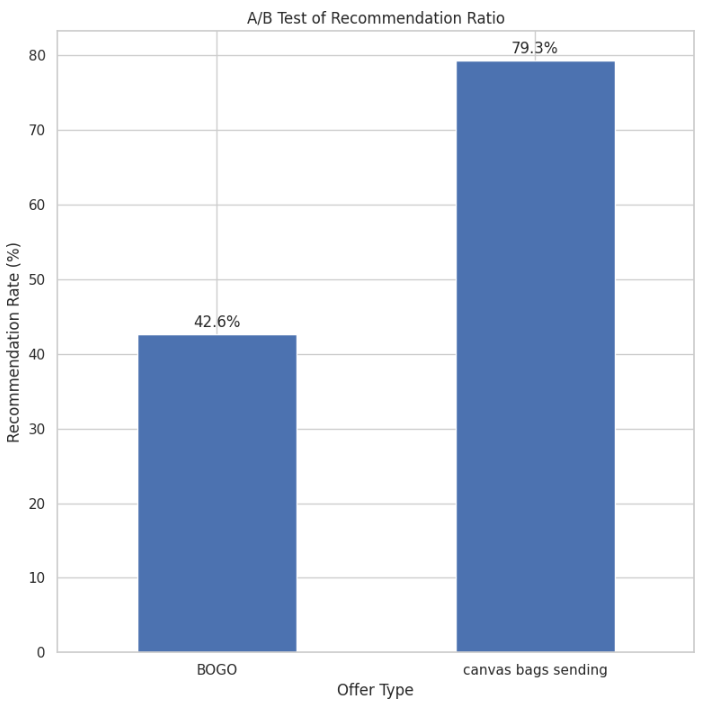 A/B Test of Recommendation Ratio
79.3%
80
70
60
50
42.6%
40
30
20
10
0
Recommendation Rate (%)
BOGO
canvas bags sending
Offer Type